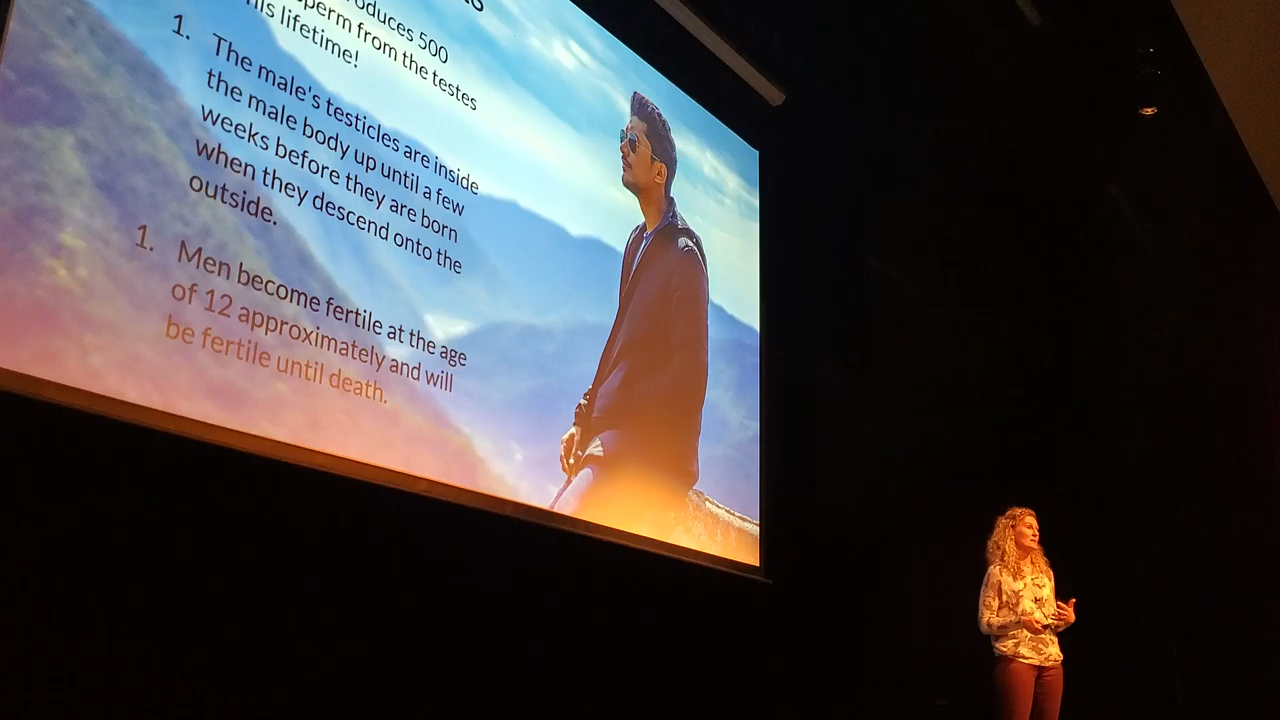 oduces 500
perm from the testes
his lifetime!
1. The male's testicles are inside
the male body up until a few
weeks before they are born
when they descend onto the
outside.
1. Men become fertile at the age
of 12 approximately and will
be fertile until death.